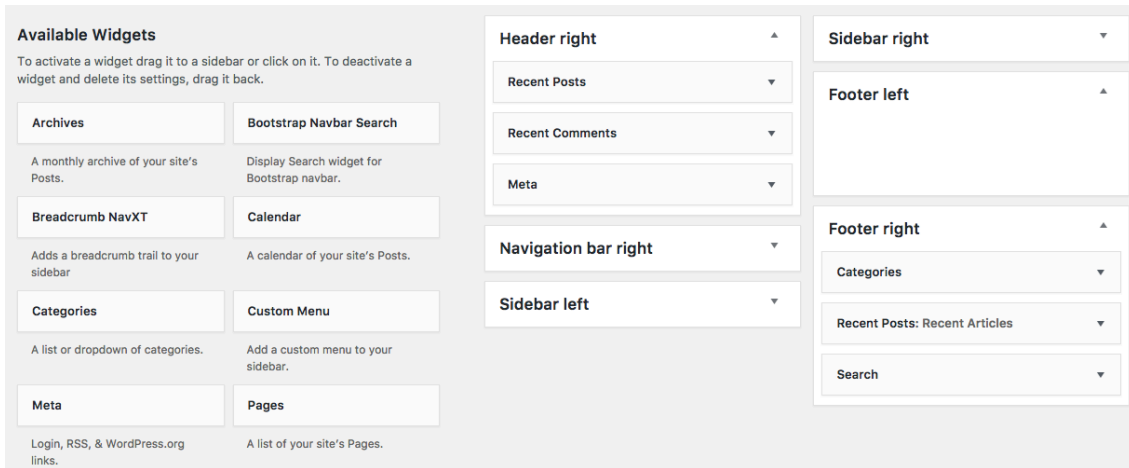 Available Widgets
To activate a widget drag it to a sidebar or click on it. To deactivate a
widget and delete its settings, drag it back.
Archives
A monthly archive of your site's
Posts.
Bootstrap Navbar Search
Display Search widget for
Bootstrap navbar.
Breadcrumb NavXT
Adds a breadcrumb trail to your
sidebar
Calendar
A calendar of your site's Posts.
Categories
A list or dropdown of categories.
Custom Menu
Add a custom menu to your
sidebar.
Meta
Login, RSS, & WordPress.org
links.
Pages
A list of your site's Pages.
Header right
Recent Posts
Recent Comments
Meta
Navigation bar right
Sidebar left
Sidebar right
Footer left
Footer right
Categories
Recent Posts: Recent Articles
Search